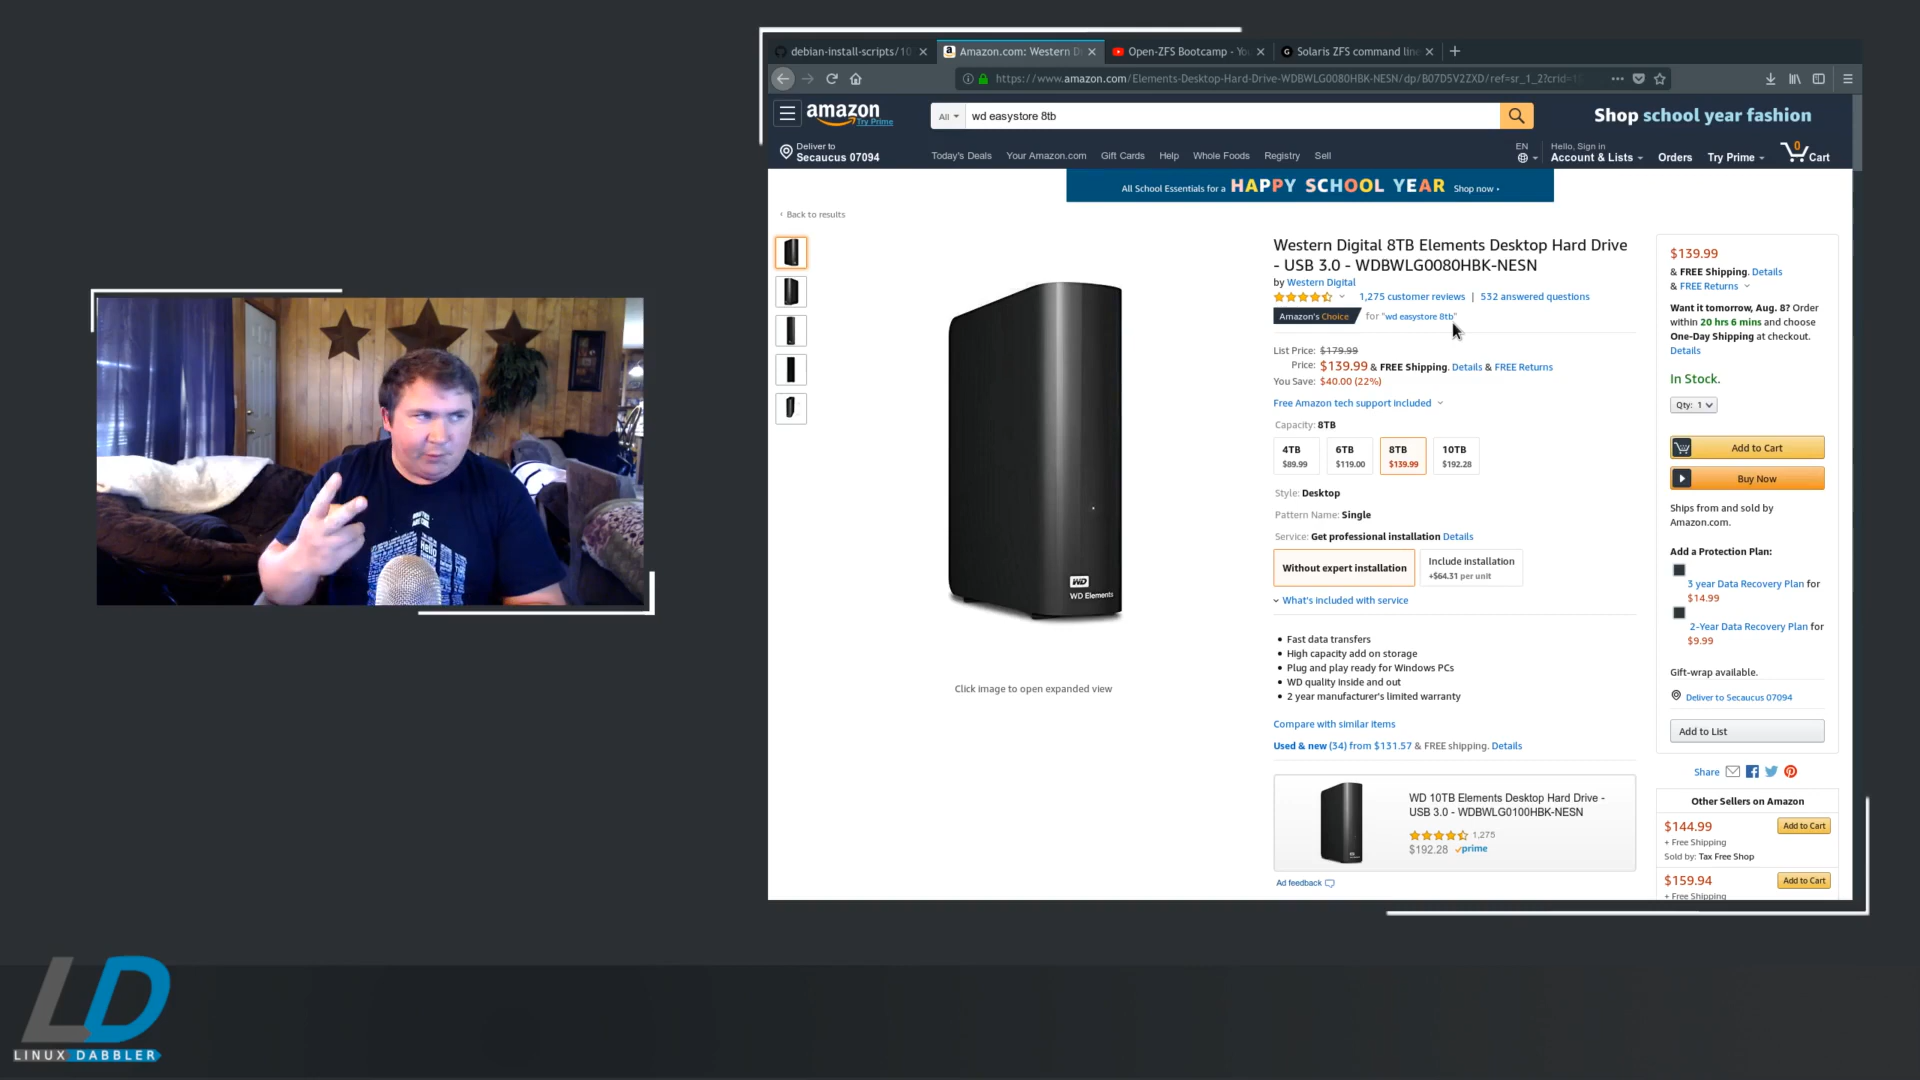 debian-install-scripts/10
Amazon.com: Western D
Open-ZFS Bootcamp - Yo
Solaris ZFS command line
https://www.amazon.com/Elements-Desktop-Hard-Drive-WDBWLG0080HBK-NESN/dp/B07D5V2ZXD/ref=sr_1_2?crid=1
amazon
Try Prime
All
wd easystore 8tb
Shop school year fashion
Deliver to
Secaucus 07094
Today's Deals Your Amazon.com Gift Cards Help Whole Foods Registry Sell
EN
Hello, Sign in
Account & Lists
Orders
Try Prime
0
Cart
All School Essentials for a HAPPY SCHOOL YEAR Shop now
‹ Back to results
Click image to open expanded view
WD
WD Elements
Western Digital 8TB Elements Desktop Hard Drive
- USB 3.0 - WDBWLG0080HBK-NESN
by Western Digital
1,275 customer reviews | 532 answered questions
Amazon's Choice for "wd easystore 8tb"
List Price: $179.99
Price: $139.99 & FREE Shipping. Details & FREE Returns
You Save: $40.00 (22%)
Free Amazon tech support included
Capacity: 8TB
4TB 6TB 8TB 10TB
$89.99 $119.00 $139.99 $192.28
Style: Desktop
Pattern Name: Single
Service: Get professional installation Details
Without expert installation
Include installation
+$64.31 per unit
What's included with service
• Fast data transfers
• High capacity add on storage
• Plug and play ready for Windows PCs
• WD quality inside and out
• 2 year manufacturer's limited warranty
Compare with similar items
Used & new (34) from $131.57 & FREE shipping. Details
WD 10TB Elements Desktop Hard Drive -
USB 3.0 - WDBWLG0100HBK-NESN
1,275
$192.28 prime
Ad feedback
$139.99
& FREE Shipping. Details
& FREE Returns
Want it tomorrow, Aug. 8? Order
within 20 hrs 6 mins and choose
One-Day Shipping at checkout.
Details
In Stock.
Qty: 1
Add to Cart
Buy Now
Ships from and sold by
Amazon.com.
Add a Protection Plan:
3 year Data Recovery Plan for
$14.99
2-Year Data Recovery Plan for
$9.99
Gift-wrap available.
Deliver to Secaucus 07094
Add to List
Share
Other Sellers on Amazon
$144.99 Add to Cart
+ Free Shipping
Sold by: Tax Free Shop
$159.94 Add to Cart
+ Free Shipping
Hello
LD
LINUX DABBLER